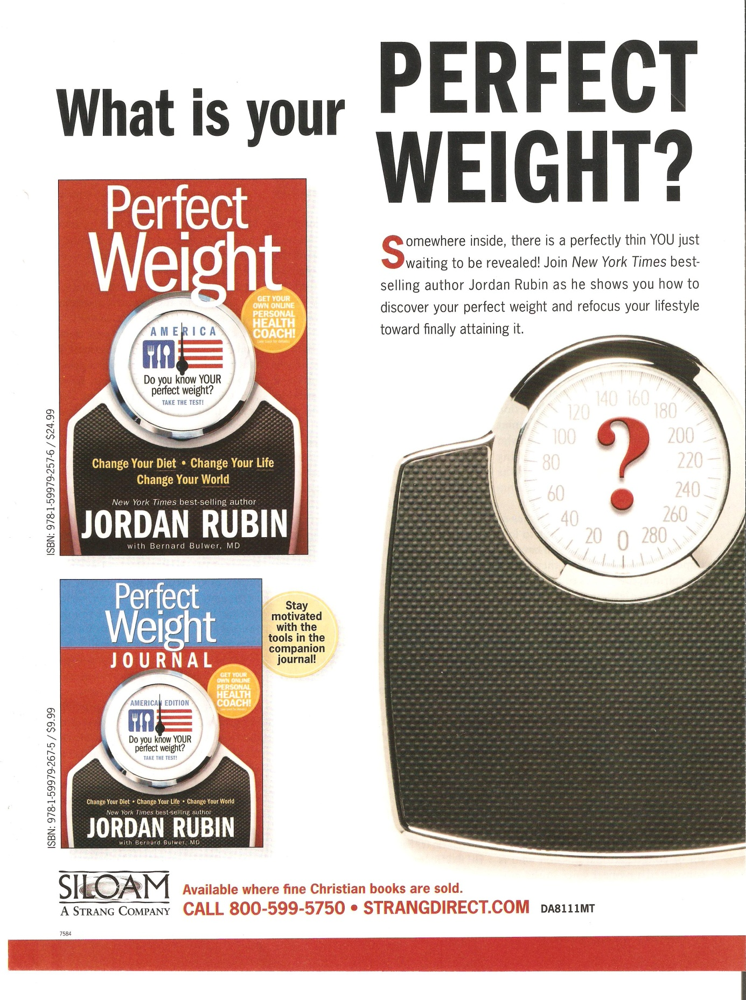 What is your
PERFECT
WEIGHT?
Somewhere inside, there is a perfectly thin YOU just
waiting to be revealed! Join New York Times best-
selling author Jordan Rubin as he shows you how to
discover your perfect weight and refocus your lifestyle
toward finally attaining it.
Perfect
Weight
GET YOUR
OWN ONLINE
PERSONAL
HEALTH
COACH!
(see back for details)
AMERICA
Do you know YOUR
perfect weight?
TAKE THE TEST!
Change Your Diet • Change Your Life
Change Your World
New York Times best-selling author
JORDAN RUBIN
with Bernard Bulwer, MD
ISBN: 978-1-59979-257-6 / $24.99
120 140 160 180
100 200
80 220
60 240
40 260
20 0 280
?
Perfect
Weight
JOURNAL
GET YOUR
OWN ONLINE
PERSONAL
HEALTH
COACH!
AMERICAN EDITION
Do you know YOUR
perfect weight?
TAKE THE TEST!
Change Your Diet • Change Your Life • Change Your World
New York Times best-selling author
JORDAN RUBIN
with Bernard Bulwer, MD
ISBN: 978-1-59979-267-5 / $9.99
Stay
motivated
with the
tools in the
companion
journal!
SILOAM
A STRANG COMPANY
Available where fine Christian books are sold.
CALL 800-599-5750 • STRANGDIRECT.COM DA8111MT
7584